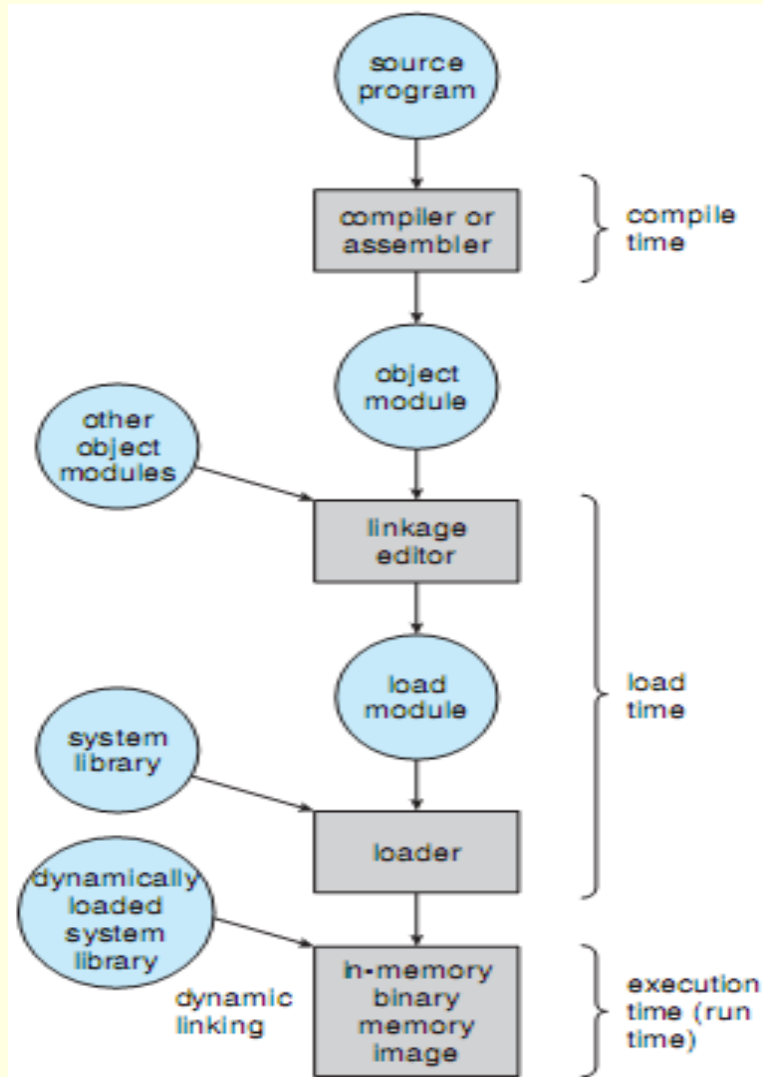 source
program
compiler or
assembler
compile
time
object
module
other
object
modules
linkage
editor
load
module
load
time
system
library
loader
dynamically
loaded
system
library
dynamic
linking
in-memory
binary
memory
image
execution
time (run
time)